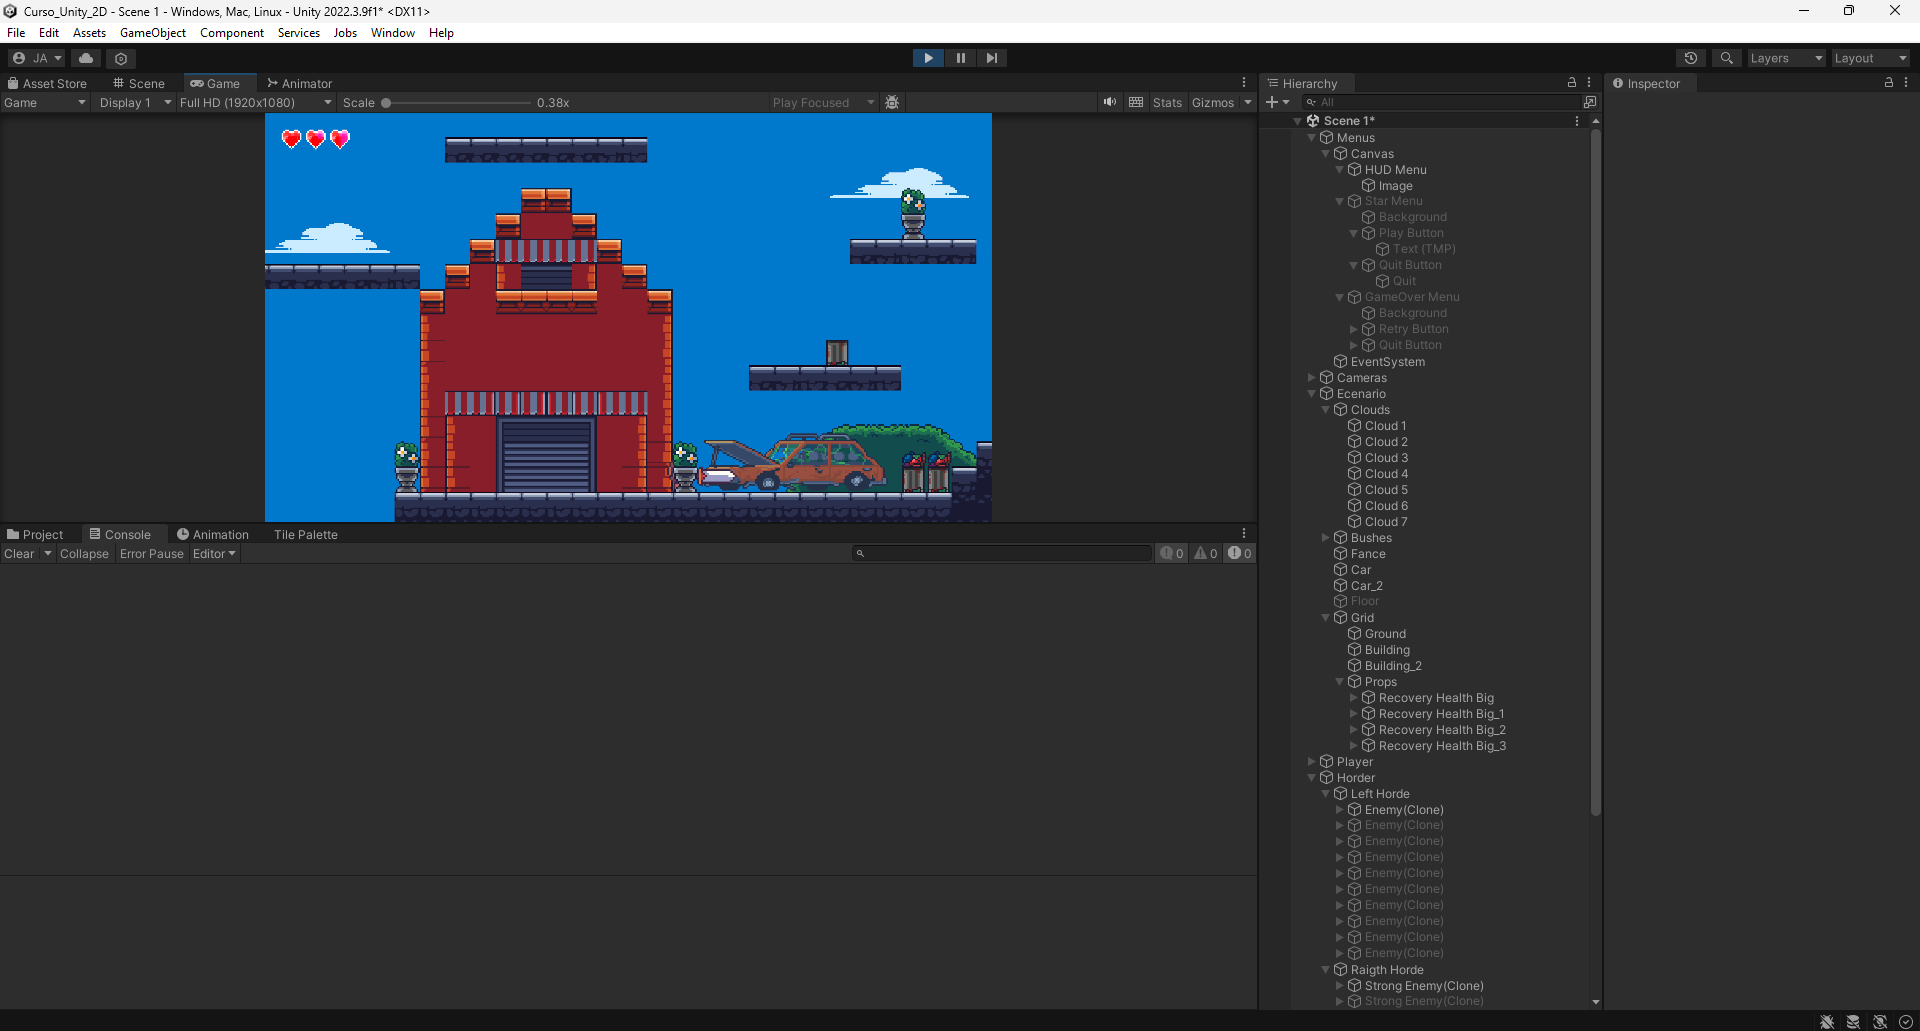 Curso_Unity_2D - Scene 1 - Windows, Mac, Linux - Unity 2022.3.9f1* <DX11>
File Edit Assets GameObject Component Services Jobs Window Help
JA Layers Layout
Asset Store Scene Game Animator
Game Display 1 Full HD (1920x1080) Scale 0.38x Play Focused Stats Gizmos
Project Console Animation Tile Palette
Clear Collapse Error Pause Editor 0 0 0
Hierarchy
All
Scene 1*
Menus
Canvas
HUD Menu
Image
Star Menu
Background
Play Button
Text (TMP)
Quit Button
Quit
GameOver Menu
Background
Retry Button
Quit Button
EventSystem
Cameras
Ecenario
Clouds
Cloud 1
Cloud 2
Cloud 3
Cloud 4
Cloud 5
Cloud 6
Cloud 7
Bushes
Fance
Car
Car_2
Floor
Grid
Ground
Building
Building_2
Props
Recovery Health Big
Recovery Health Big_1
Recovery Health Big_2
Recovery Health Big_3
Player
Horder
Left Horde
Enemy(Clone)
Enemy(Clone)
Enemy(Clone)
Enemy(Clone)
Enemy(Clone)
Enemy(Clone)
Enemy(Clone)
Enemy(Clone)
Enemy(Clone)
Enemy(Clone)
Raigth Horde
Strong Enemy(Clone)
Strong Enemy(Clone)
Inspector